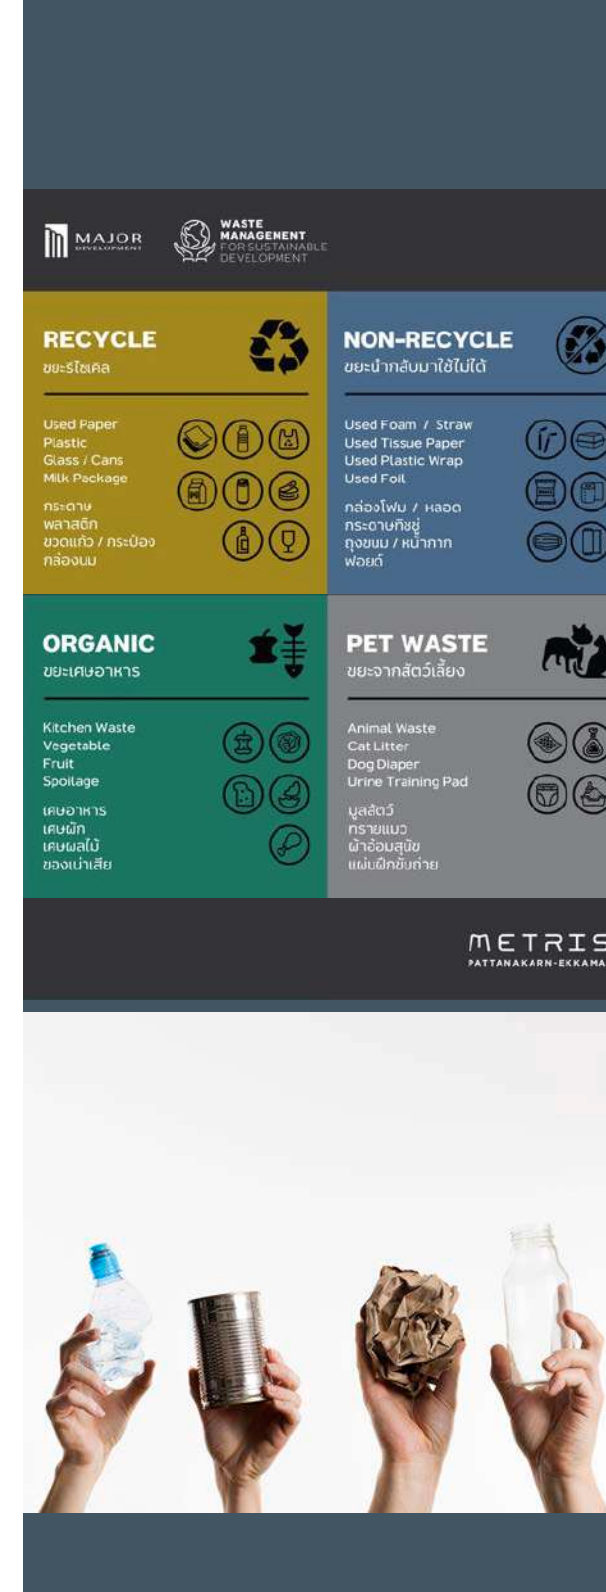 MAJOR
DEVELOPMENT
WASTE
MANAGEMENT
FOR SUSTAINABLE
DEVELOPMENT
RECYCLE
ขยะรีไซเคิล
Used Paper
Plastic
Glass / Cans
Milk Package
กระดาษ
พลาสติก
ขวดแก้ว / กระป๋อง
กล่องนม
NON-RECYCLE
ขยะนำกลับมาใช้ไม่ได้
Used Foam / Straw
Used Tissue Paper
Used Plastic Wrap
Used Foil
กล่องโฟม / หลอด
กระดาษทิชชู่
ถุงขนม / หน้ากาก
ฟอยด์
ORGANIC
ขยะเศษอาหาร
Kitchen Waste
Vegetable
Fruit
Spoilage
เศษอาหาร
เศษผัก
เศษผลไม้
ของเน่าเสีย
PET WASTE
ขยะจากสัตว์เลี้ยง
Animal Waste
Cat Litter
Dog Diaper
Urine Training Pad
มูลสัตว์
ทรายแมว
ผ้าอ้อมสุนัข
แผ่นฝึกขับถ่าย
METRIS
PATTANAKARN-EKKAMA